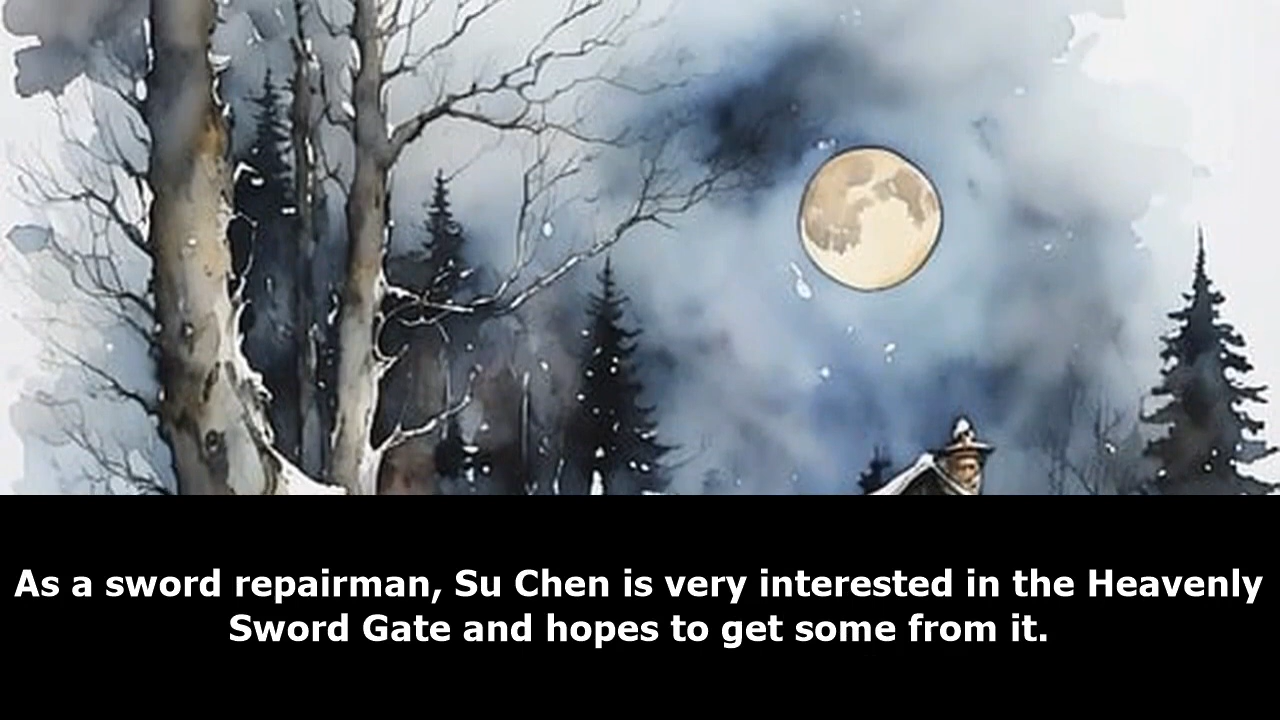 As a sword repairman, Su Chen is very interested in the Heavenly
Sword Gate and hopes to get some from it.